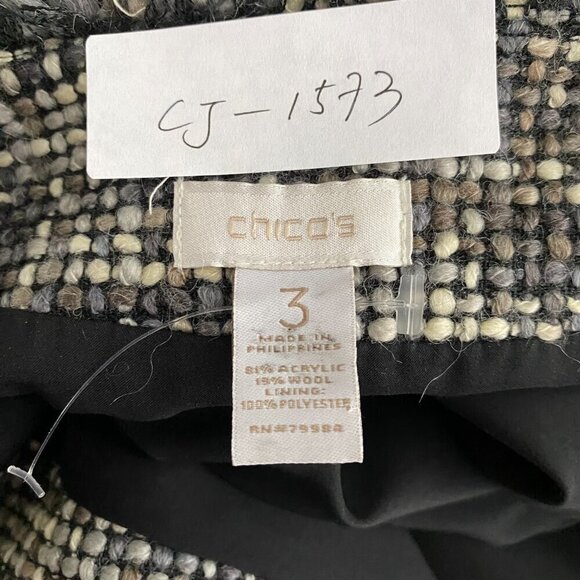 CJ-1573
chico's
3
MADE IN
PHILIPPINES
81% ACRYLIC
19% WOOL
LINING:
100% POLYESTER
RN#79984